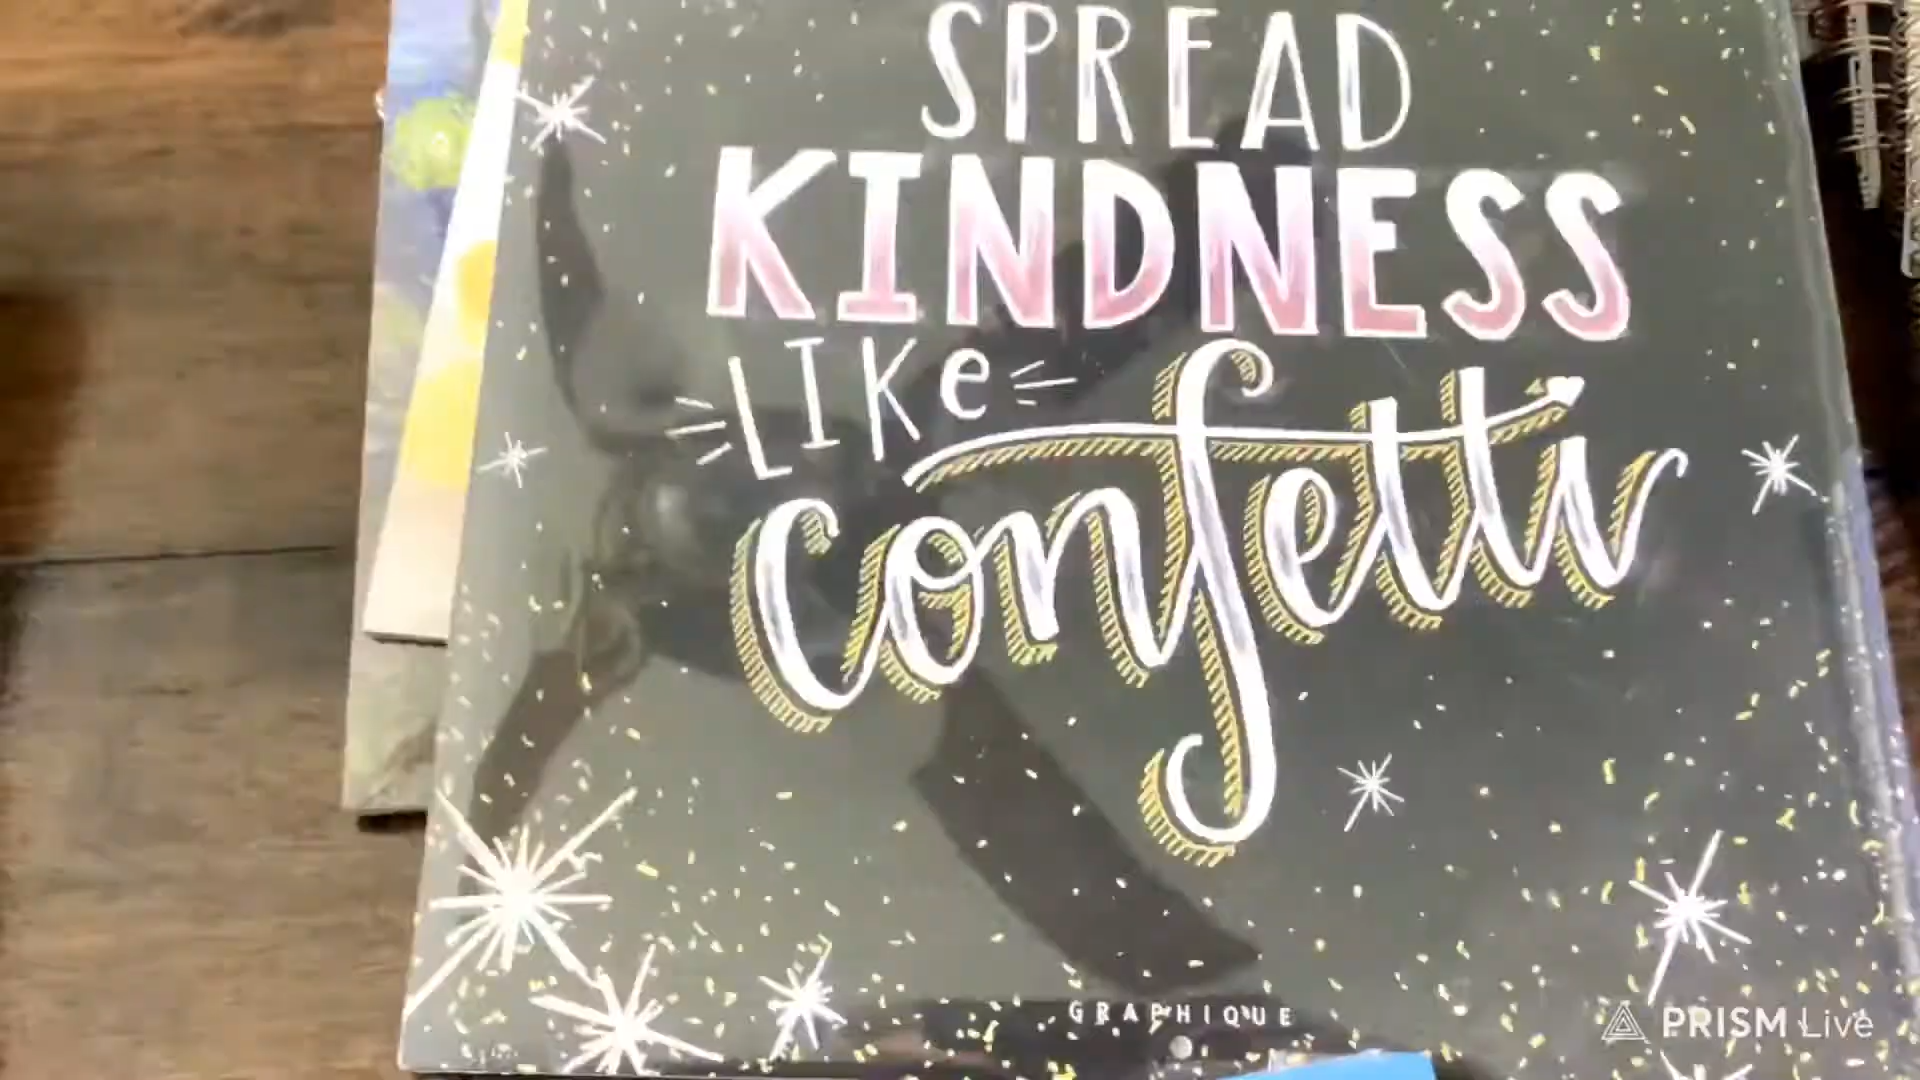 SPREAD
KINDNESS
LIKe
confetti
GRAPHIQUE
PRISM Live